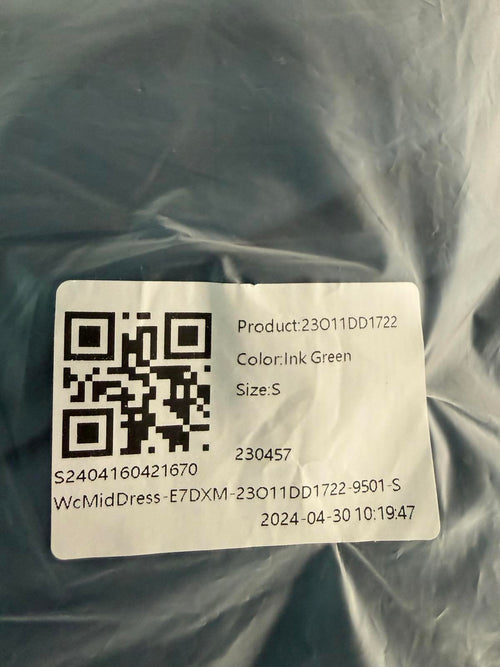 Product:23O11DD1722
Color:Ink Green
Size:S
230457
S2404160421670
WcMidDress-E7DXM-23O11DD1722-9501-S
2024-04-30 10:19:47